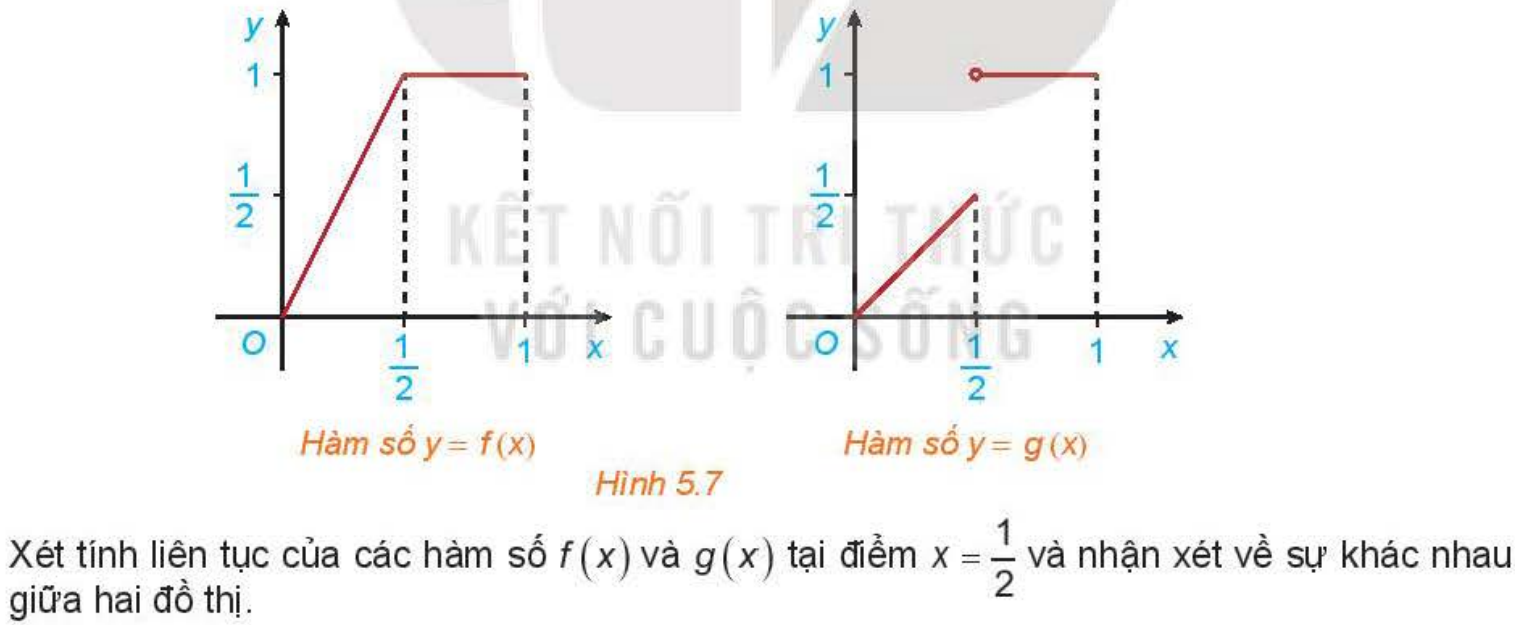 y
1
1/2
O
1/2
1
x
Hàm số y = f(x)
y
1
1/2
O
1/2
1
x
Hàm số y = g(x)
KẾT NỐI TRI THỨC
VỚI CUỘC SỐNG
Hình 5.7
Xét tính liên tục của các hàm số f(x) và g(x) tại điểm x = 1/2 và nhận xét về sự khác nhau
giữa hai đồ thị.